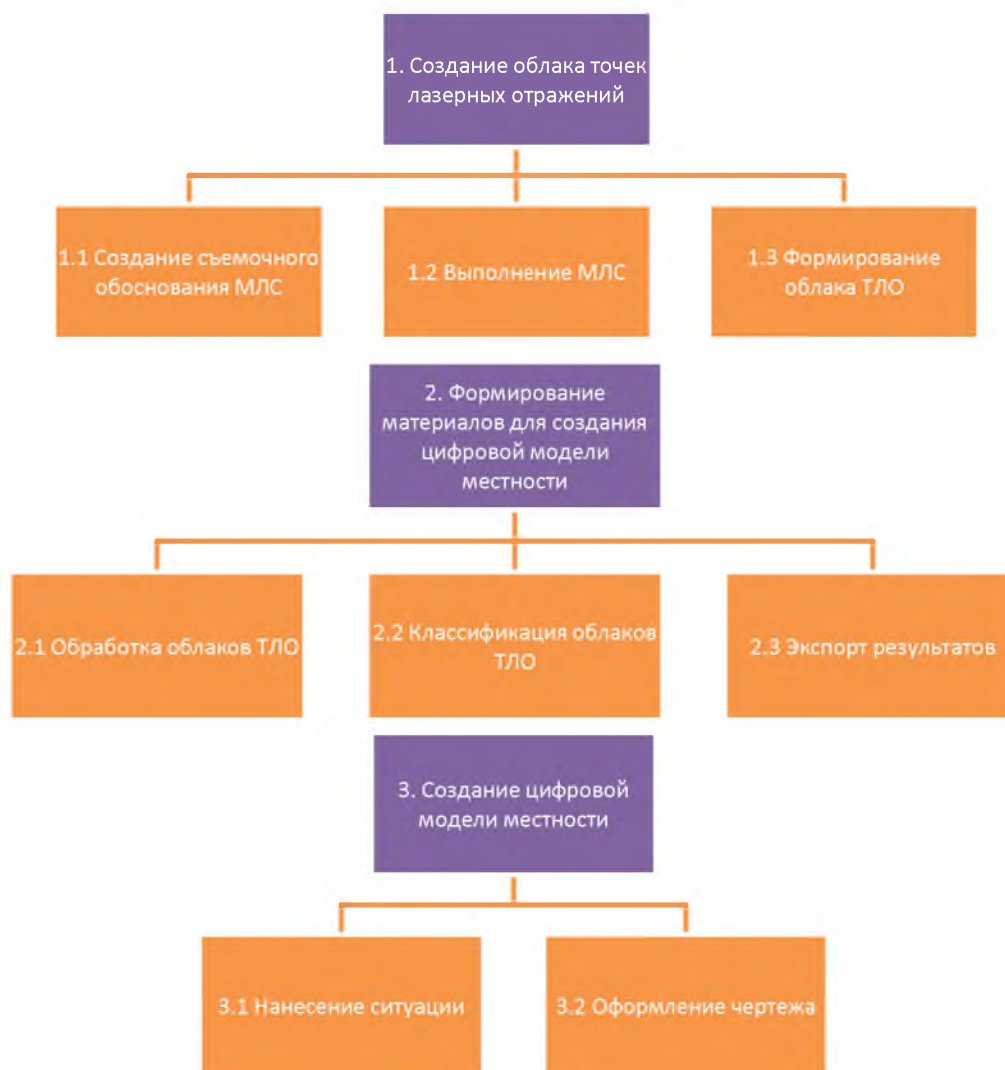 1. Создание облака точек
лазерных отражений
1.1 Создание съемочного
обоснования МЛС
1.2 Выполнение МЛС
1.3 Формирование
облака ТЛО
2. Формирование
материалов для создания
цифровой модели
местности
2.1 Обработка облаков ТЛО
2.2 Классификация облаков
ТЛО
2.3 Экспорт результатов
3. Создание цифровой
модели местности
3.1 Нанесение ситуации
3.2 Оформление чертежа